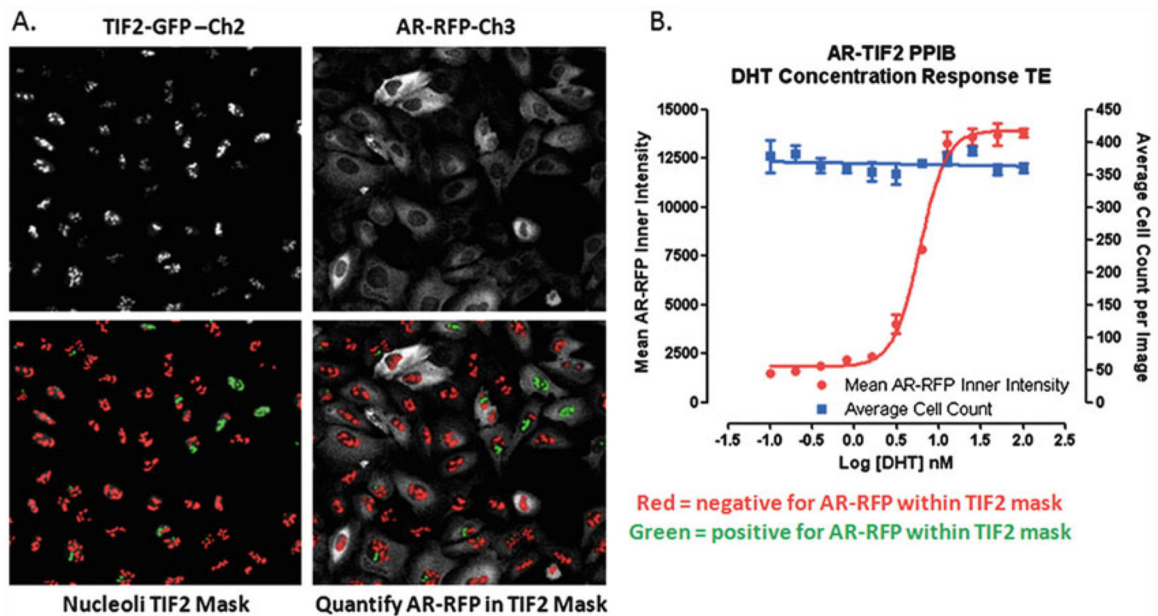 A.
TIF2-GFP –Ch2
AR-RFP-Ch3
Nucleoli TIF2 Mask
Quantify AR-RFP in TIF2 Mask
B.
AR-TIF2 PPIB
DHT Concentration Response TE
Mean AR-RFP Inner Intensity
15000
12500
10000
7500
5000
2500
0
450
400
350
300
250
200
150
100
50
0
Average Cell Count per Image
Mean AR-RFP Inner Intensity
Average Cell Count
-1.5 -1.0 -0.5 0.0 0.5 1.0 1.5 2.0 2.5
Log [DHT] nM
Red = negative for AR-RFP within TIF2 mask
Green = positive for AR-RFP within TIF2 mask